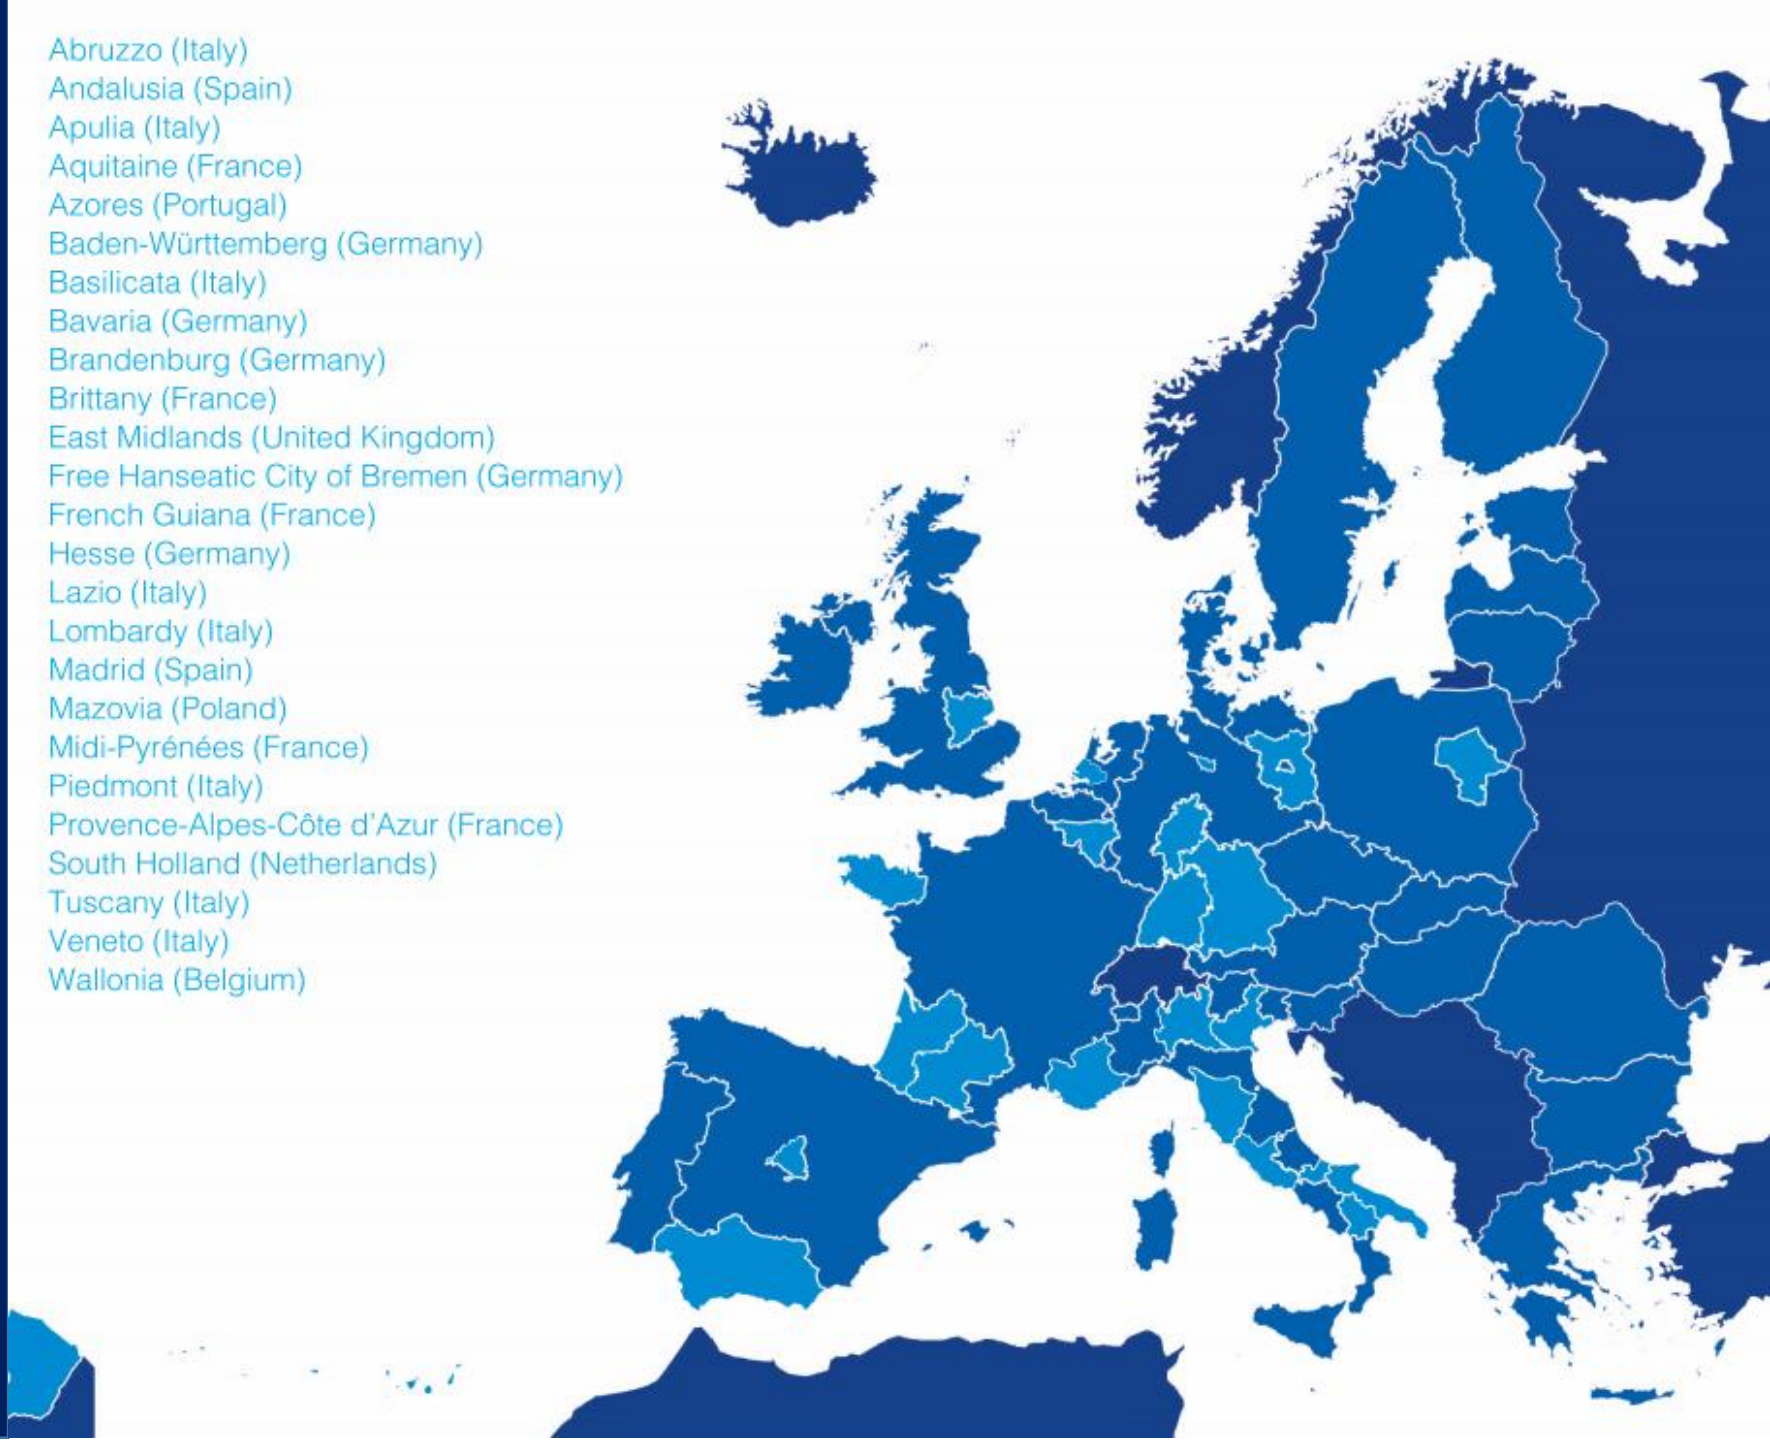 Abruzzo (Italy)
Andalusia (Spain)
Apulia (Italy)
Aquitaine (France)
Azores (Portugal)
Baden-Württemberg (Germany)
Basilicata (Italy)
Bavaria (Germany)
Brandenburg (Germany)
Brittany (France)
East Midlands (United Kingdom)
Free Hanseatic City of Bremen (Germany)
French Guiana (France)
Hesse (Germany)
Lazio (Italy)
Lombardy (Italy)
Madrid (Spain)
Mazovia (Poland)
Midi-Pyrénées (France)
Piedmont (Italy)
Provence-Alpes-Côte d'Azur (France)
South Holland (Netherlands)
Tuscany (Italy)
Veneto (Italy)
Wallonia (Belgium)